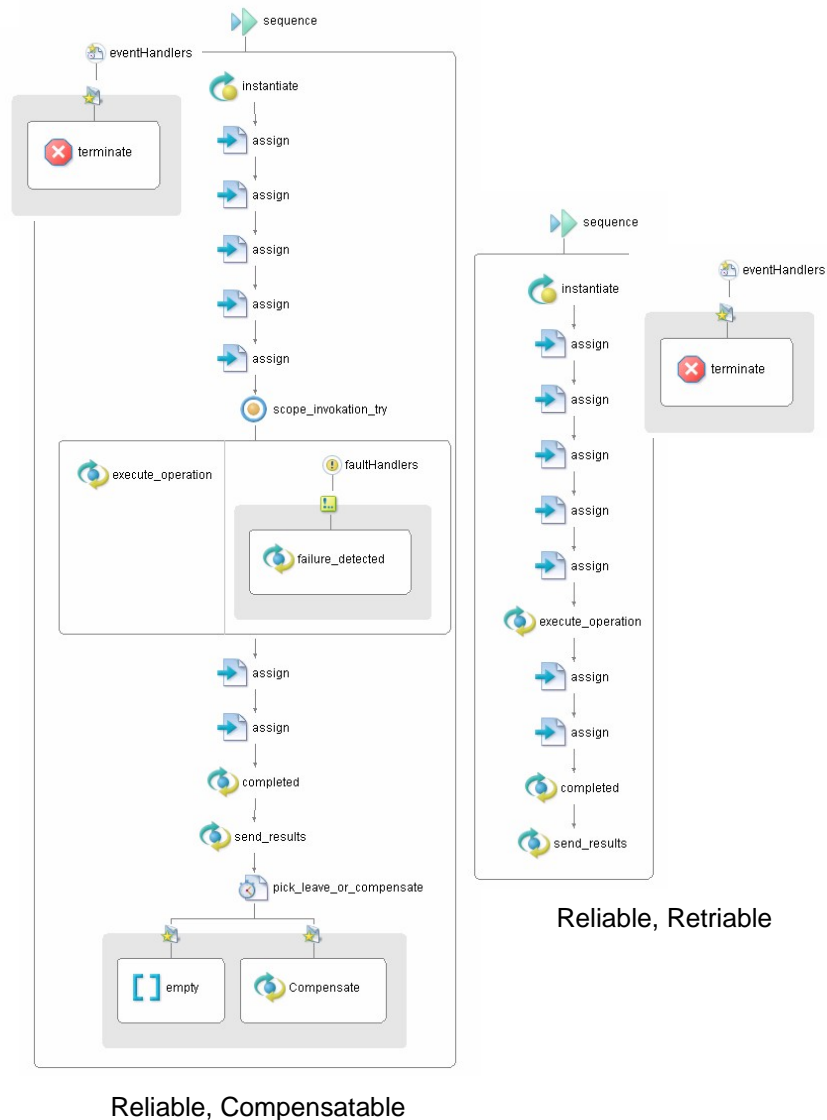 sequence
eventHandlers
instantiate
terminate
assign
assign
assign
assign
assign
scope_invokation_try
execute_operation
faultHandlers
failure_detected
assign
assign
completed
send_results
pick_leave_or_compensate
empty
Compensate
Reliable, Compensatable
sequence
eventHandlers
instantiate
terminate
assign
assign
assign
assign
assign
execute_operation
assign
assign
completed
send_results
Reliable, Retriable